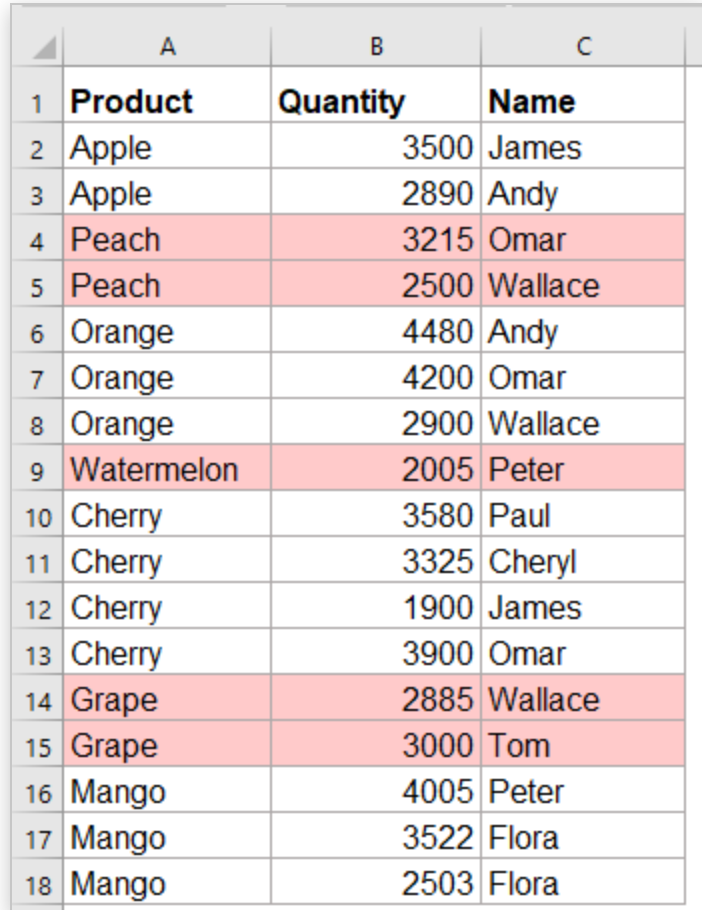 A B C
1 Product Quantity Name
2 Apple 3500 James
3 Apple 2890 Andy
4 Peach 3215 Omar
5 Peach 2500 Wallace
6 Orange 4480 Andy
7 Orange 4200 Omar
8 Orange 2900 Wallace
9 Watermelon 2005 Peter
10 Cherry 3580 Paul
11 Cherry 3325 Cheryl
12 Cherry 1900 James
13 Cherry 3900 Omar
14 Grape 2885 Wallace
15 Grape 3000 Tom
16 Mango 4005 Peter
17 Mango 3522 Flora
18 Mango 2503 Flora